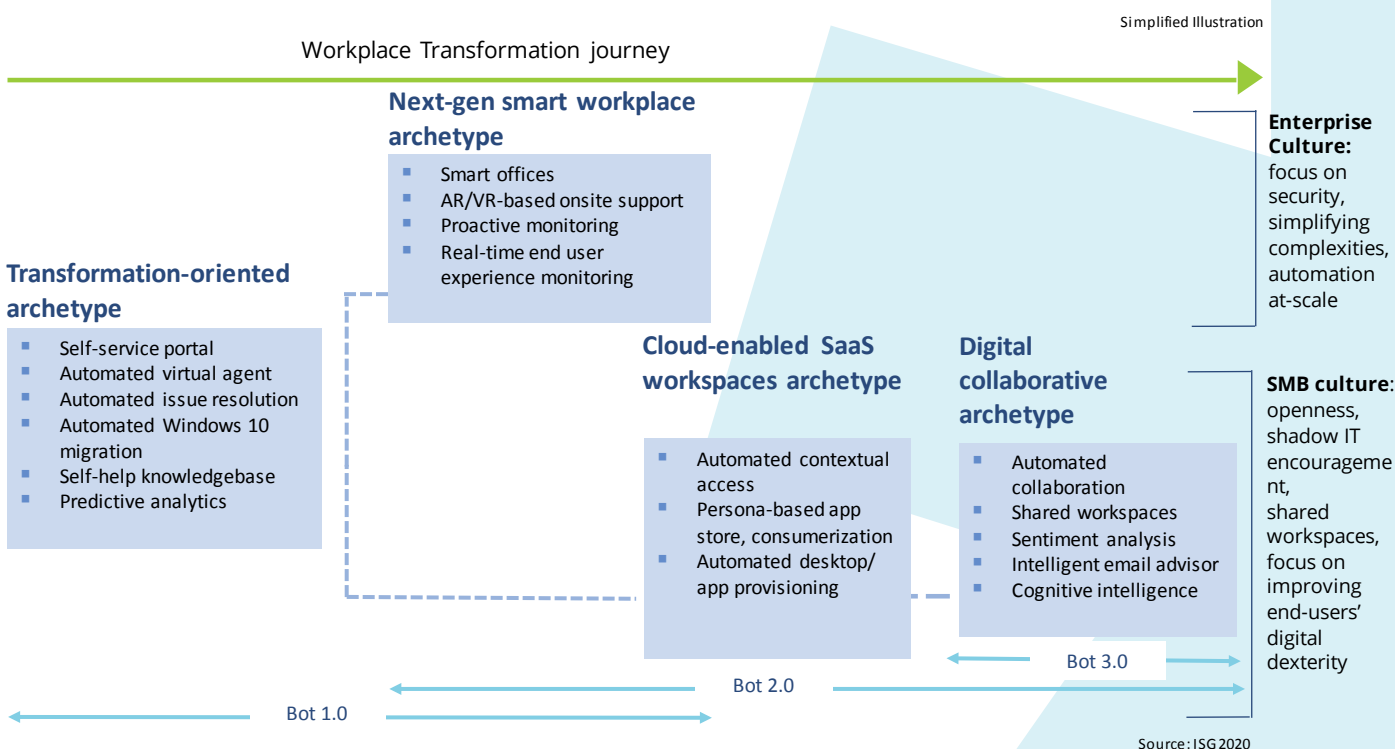 Simplified Illustration
Workplace Transformation journey
Next-gen smart workplace
archetype
Smart offices
AR/VR-based onsite support
Proactive monitoring
Real-time end user
experience monitoring
Enterprise
Culture:
focus on
security,
simplifying
complexities,
automation
at-scale
Transformation-oriented
archetype
Self-service portal
Automated virtual agent
Automated issue resolution
Automated Windows 10
migration
Self-help knowledgebase
Predictive analytics
Cloud-enabled SaaS
workspaces archetype
Automated contextual
access
Persona-based app
store, consumerization
Automated desktop/
app provisioning
Digital
collaborative
archetype
Automated
collaboration
Shared workspaces
Sentiment analysis
Intelligent email advisor
Cognitive intelligence
SMB culture:
openness,
shadow IT
encourageme
nt,
shared
workspaces,
focus on
improving
end-users’
digital
dexterity
Bot 3.0
Bot 2.0
Bot 1.0
Source: ISG 2020